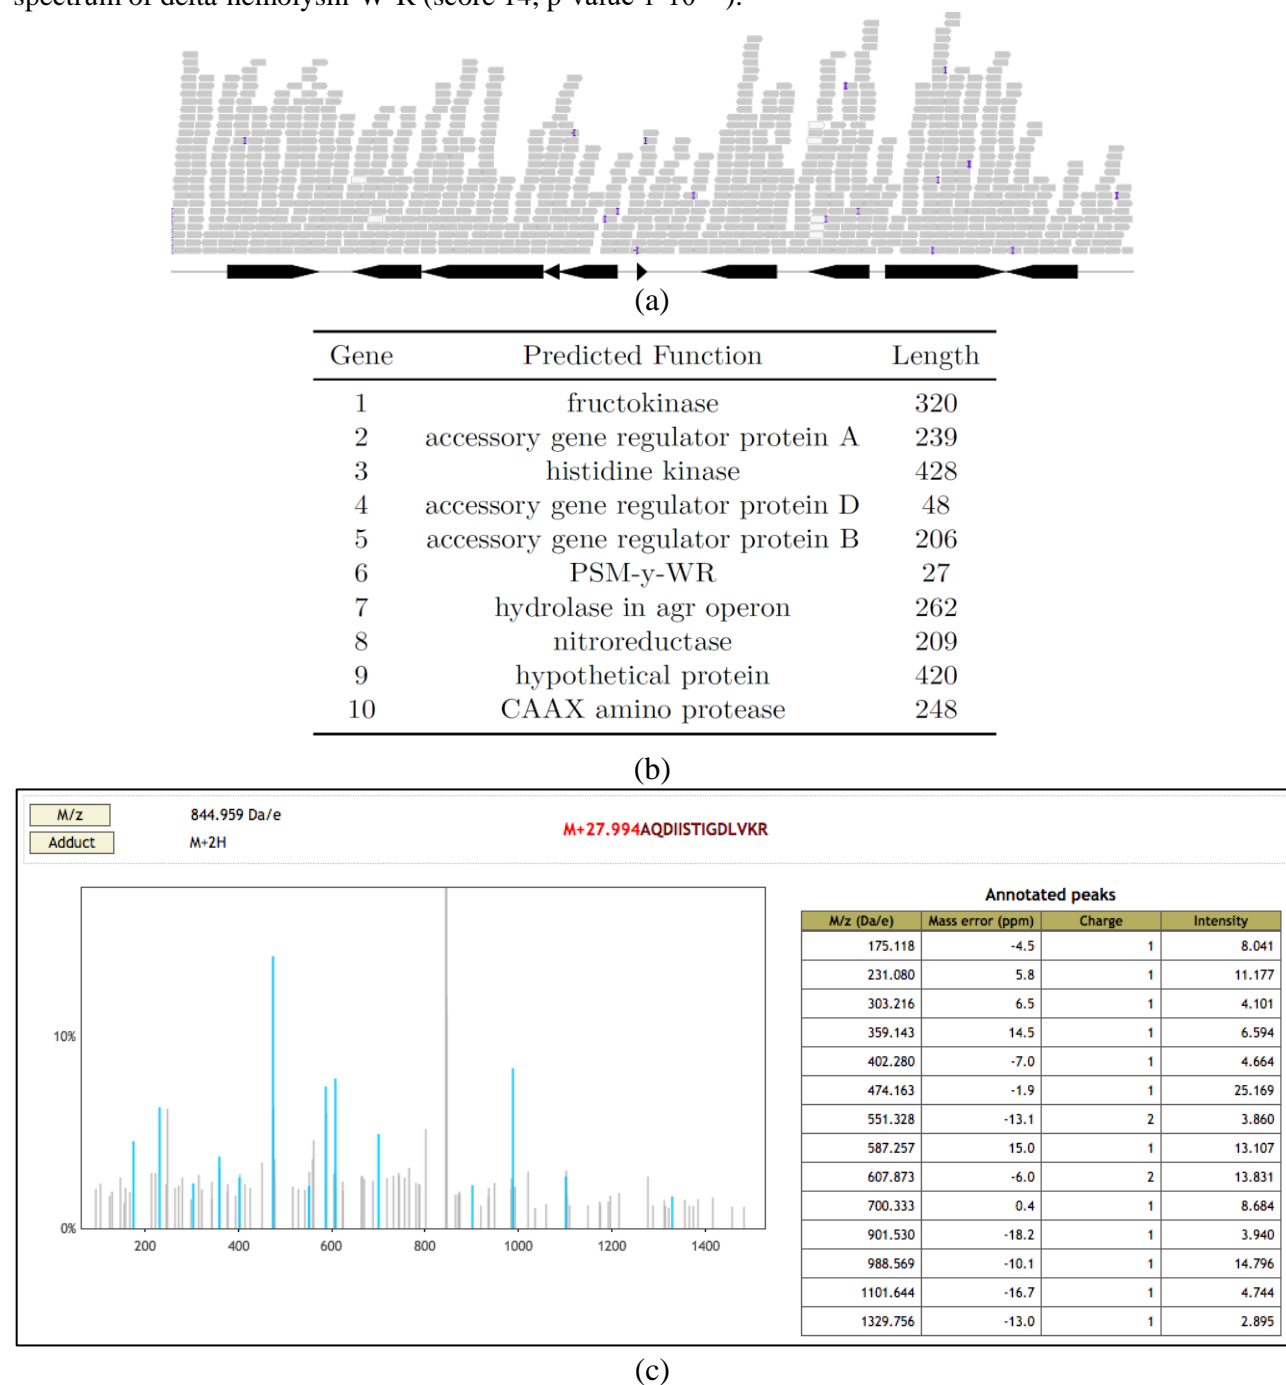 spectrum of delta-hemolysin-W-R (score 14, p-value 1·10
(a)
Gene Predicted Function Length
1 fructokinase 320
2 accessory gene regulator protein A 239
3 histidine kinase 428
4 accessory gene regulator protein D 48
5 accessory gene regulator protein B 206
6 PSM-y-WR 27
7 hydrolase in agr operon 262
8 nitroreductase 209
9 hypothetical protein 420
10 CAAX amino protease 248
(b)
M/z 844.959 Da/e
M+27.994AQDIISTIGDLVKR
Adduct M+2H
Annotated peaks
M/z (Da/e) Mass error (ppm) Charge Intensity
175.118 -4.5 1 8.041
231.080 5.8 1 11.177
303.216 6.5 1 4.101
359.143 14.5 1 6.594
402.280 -7.0 1 4.664
474.163 -1.9 1 25.169
551.328 -13.1 2 3.860
587.257 15.0 1 13.107
607.873 -6.0 2 13.831
700.333 0.4 1 8.684
901.530 -18.2 1 3.940
988.569 -10.1 1 14.796
1101.644 -16.7 1 4.744
1329.756 -13.0 1 2.895
10%
0%
200 400 600 800 1000 1200 1400
(c)